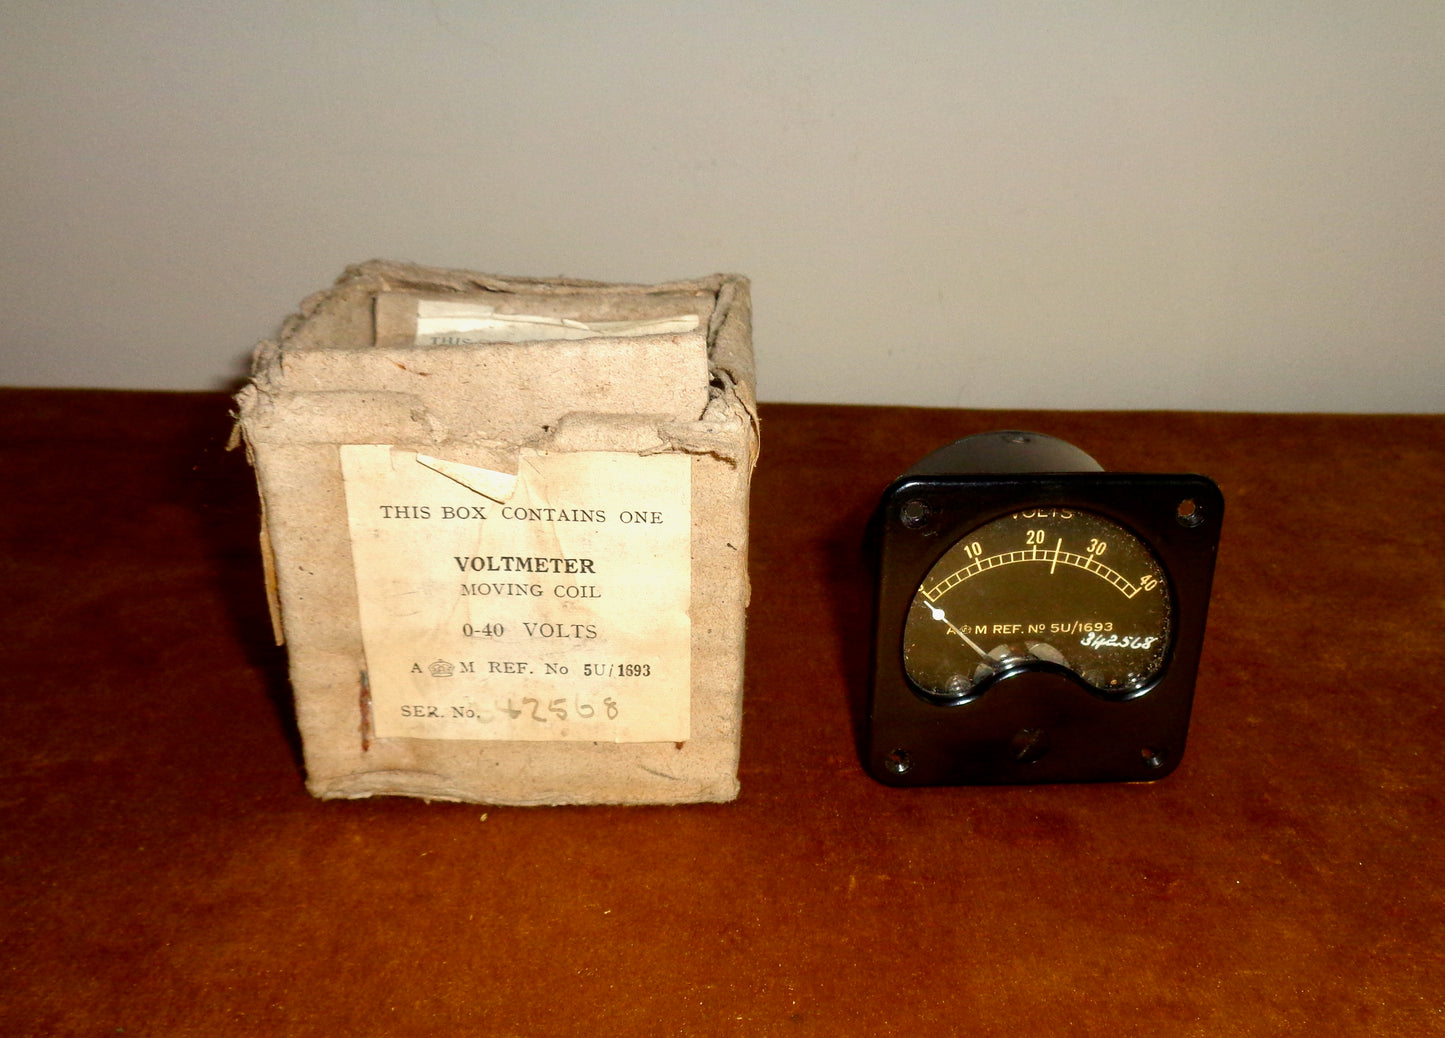 THIS
THIS BOX CONTAINS ONE
VOLTMETER
MOVING COIL
0-40 VOLTS
A M REF. No 5U/1693
SER. No. 42568
VOLTS
10 20 30 40
A M REF. Nº 5U/1693
342568